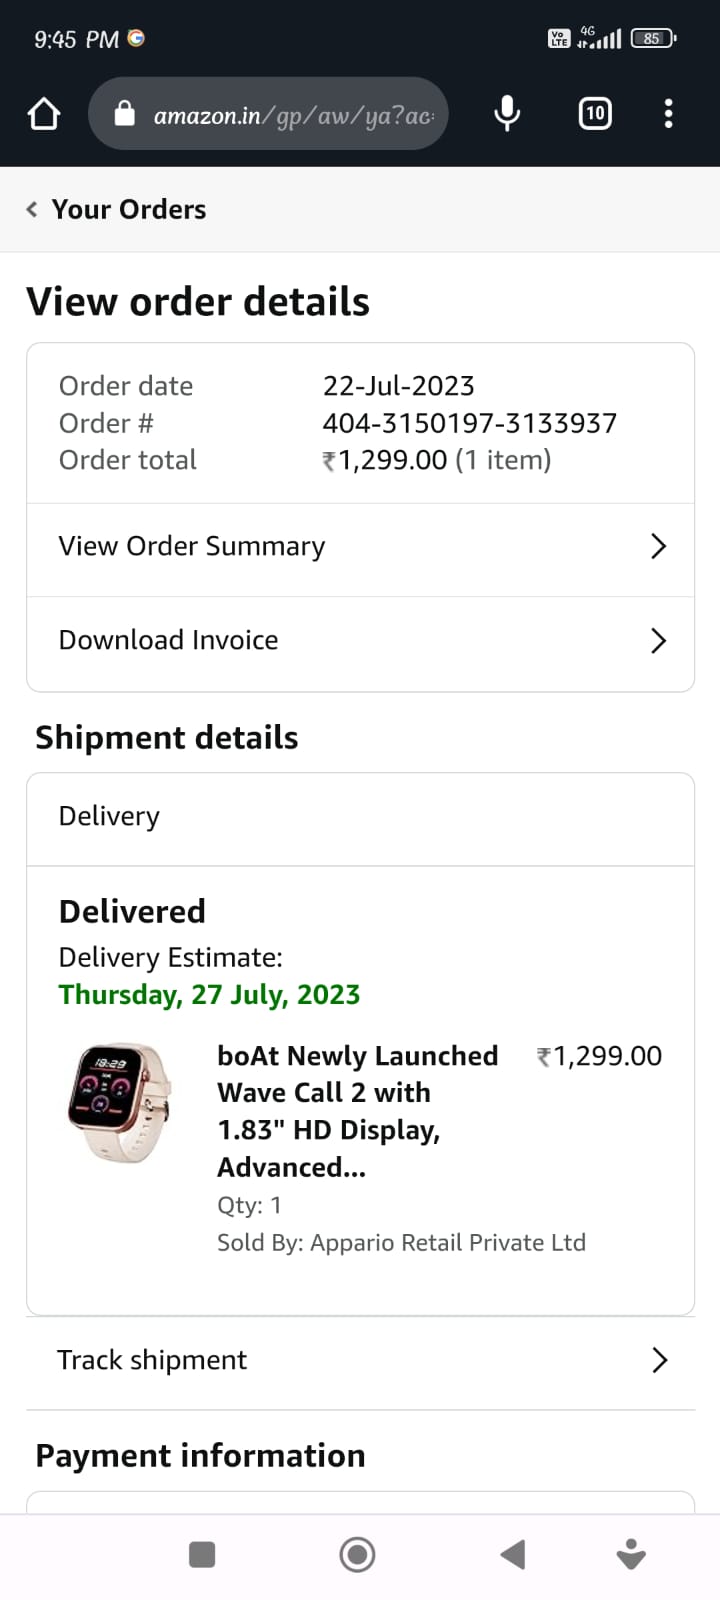 9:45 PM
Vo LTE 4G 85
amazon.in/gp/aw/ya?ac
10
Your Orders
View order details
Order date 22-Jul-2023
Order # 404-3150197-3133937
Order total ₹1,299.00 (1 item)
View Order Summary
Download Invoice
Shipment details
Delivery
Delivered
Delivery Estimate:
Thursday, 27 July, 2023
18:29
boAt Newly Launched ₹1,299.00
Wave Call 2 with
1.83" HD Display,
Advanced...
Qty: 1
Sold By: Appario Retail Private Ltd
Track shipment
Payment information